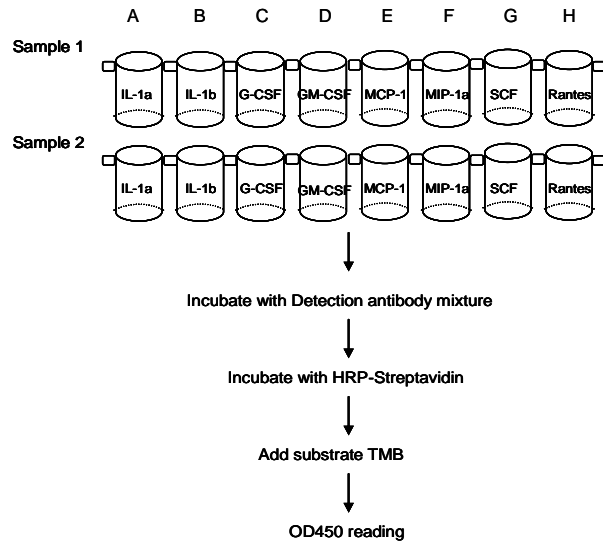 A B C D E F G H
Sample 1
IL-1a IL-1b G-CSF GM-CSF MCP-1 MIP-1a SCF Rantes
Sample 2
IL-1a IL-1b G-CSF GM-CSF MCP-1 MIP-1a SCF Rantes
Incubate with Detection antibody mixture
Incubate with HRP-Streptavidin
Add substrate TMB
OD450 reading